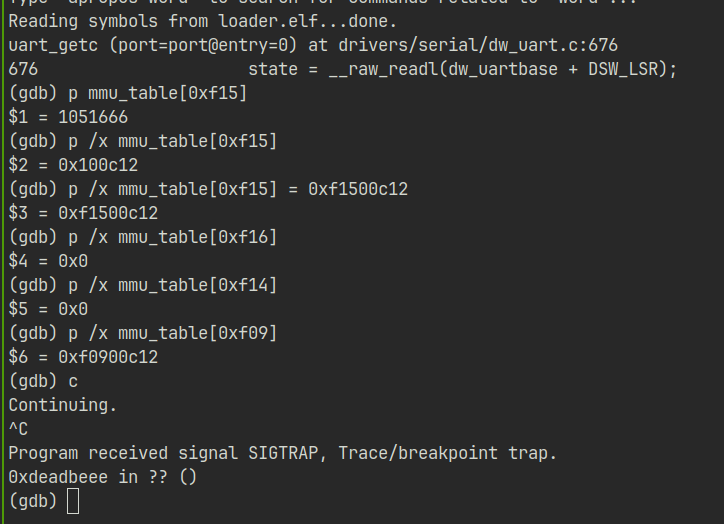 Type "apropos word" to search for commands related to "word"...
Reading symbols from loader.elf...done.
uart_getc (port=port@entry=0) at drivers/serial/dw_uart.c:676
676                     state = __raw_readl(dw_uartbase + DSW_LSR);
(gdb) p mmu_table[0xf15]
$1 = 1051666
(gdb) p /x mmu_table[0xf15]
$2 = 0x100c12
(gdb) p /x mmu_table[0xf15] = 0xf1500c12
$3 = 0xf1500c12
(gdb) p /x mmu_table[0xf16]
$4 = 0x0
(gdb) p /x mmu_table[0xf14]
$5 = 0x0
(gdb) p /x mmu_table[0xf09]
$6 = 0xf0900c12
(gdb) c
Continuing.
^C
Program received signal SIGTRAP, Trace/breakpoint trap.
0xdeadbeee in ?? ()
(gdb)